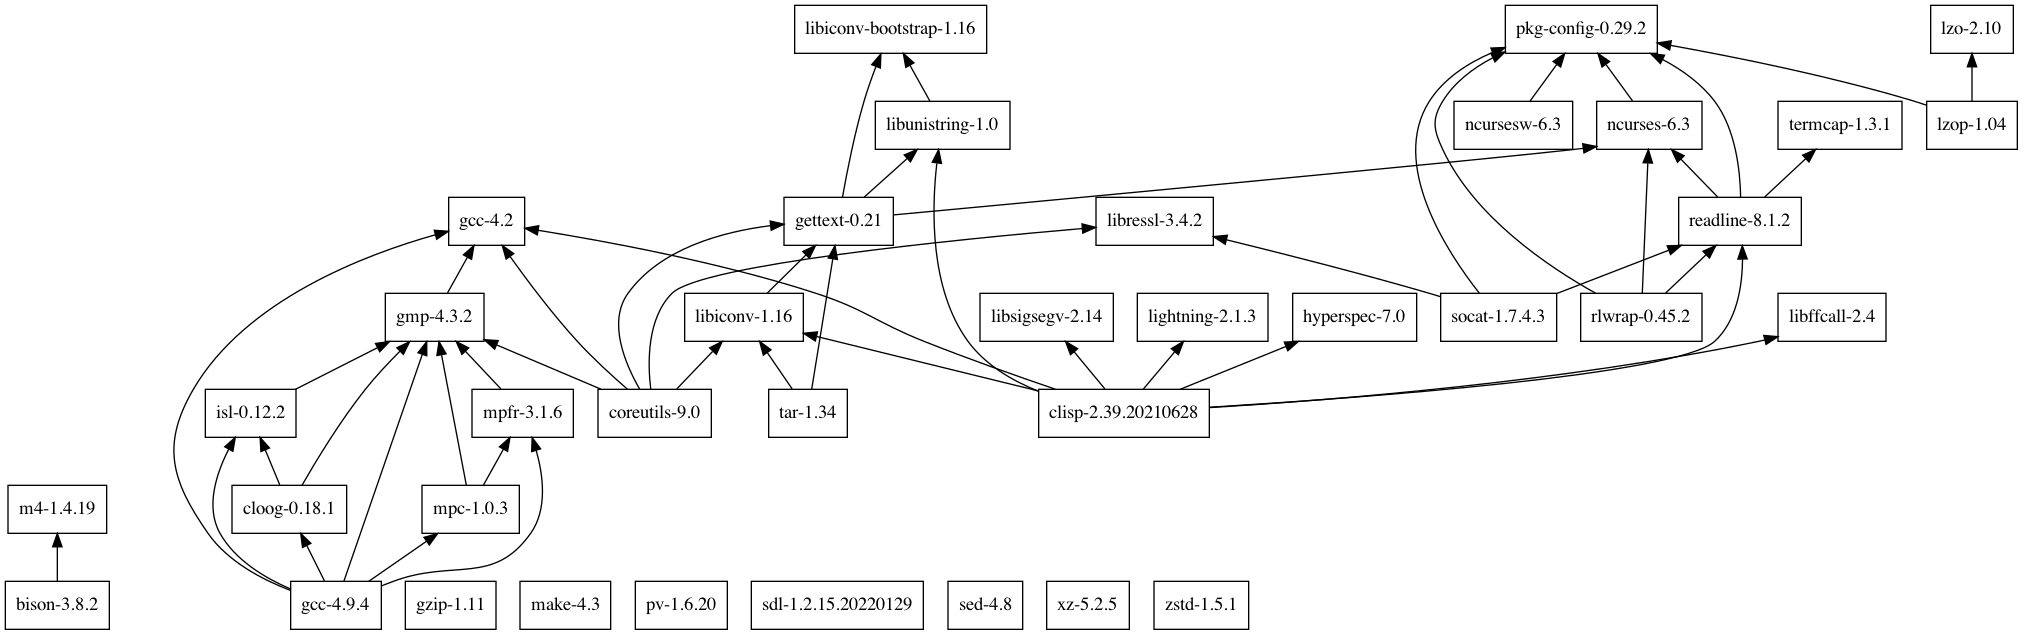 libiconv-bootstrap-1.16
pkg-config-0.29.2
lzo-2.10
libunistring-1.0
ncursesw-6.3
ncurses-6.3
termcap-1.3.1
lzop-1.04
gcc-4.2
gettext-0.21
libressl-3.4.2
readline-8.1.2
gmp-4.3.2
libiconv-1.16
libsigsegv-2.14
lightning-2.1.3
hyperspec-7.0
socat-1.7.4.3
rlwrap-0.45.2
libffcall-2.4
isl-0.12.2
mpfr-3.1.6
coreutils-9.0
tar-1.34
clisp-2.39.20210628
m4-1.4.19
cloog-0.18.1
mpc-1.0.3
bison-3.8.2
gcc-4.9.4
gzip-1.11
make-4.3
pv-1.6.20
sdl-1.2.15.20220129
sed-4.8
xz-5.2.5
zstd-1.5.1